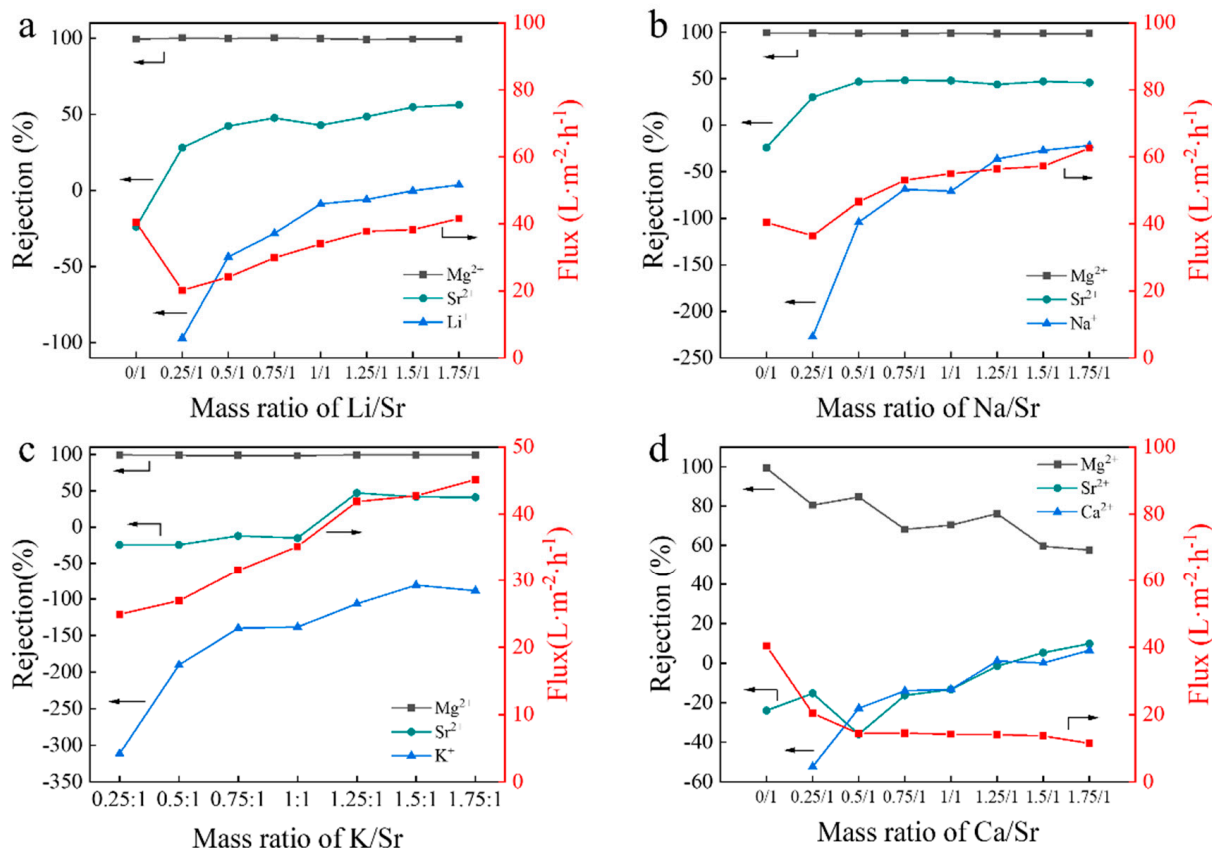 a
Rejection (%)
100
50
0
-50
-100
Flux (L·m⁻²·h⁻¹)
100
80
60
40
20
0
Mg²⁺
Sr²⁺
Li⁺
0/1 0.25/1 0.5/1 0.75/1 1/1 1.25/1 1.5/1 1.75/1
Mass ratio of Li/Sr
b
Rejection (%)
100
50
0
-50
-100
-150
-200
-250
Flux (L·m⁻²·h⁻¹)
100
80
60
40
20
0
Mg²⁺
Sr²⁺
Na⁺
0/1 0.25/1 0.5/1 0.75/1 1/1 1.25/1 1.5/1 1.75/1
Mass ratio of Na/Sr
c
Rejection(%)
100
50
0
-50
-100
-150
-200
-250
-300
-350
Flux(L·m⁻²·h⁻¹)
50
40
30
20
10
0
Mg²⁺
Sr²⁺
K⁺
0.25:1 0.5:1 0.75:1 1:1 1.25:1 1.5:1 1.75:1
Mass ratio of K/Sr
d
Rejection (%)
100
80
60
40
20
0
-20
-40
-60
Flux (L·m⁻²·h⁻¹)
100
80
60
40
20
0
Mg²⁺
Sr²⁺
Ca²⁺
0/1 0.25/1 0.5/1 0.75/1 1/1 1.25/1 1.5/1 1.75/1
Mass ratio of Ca/Sr